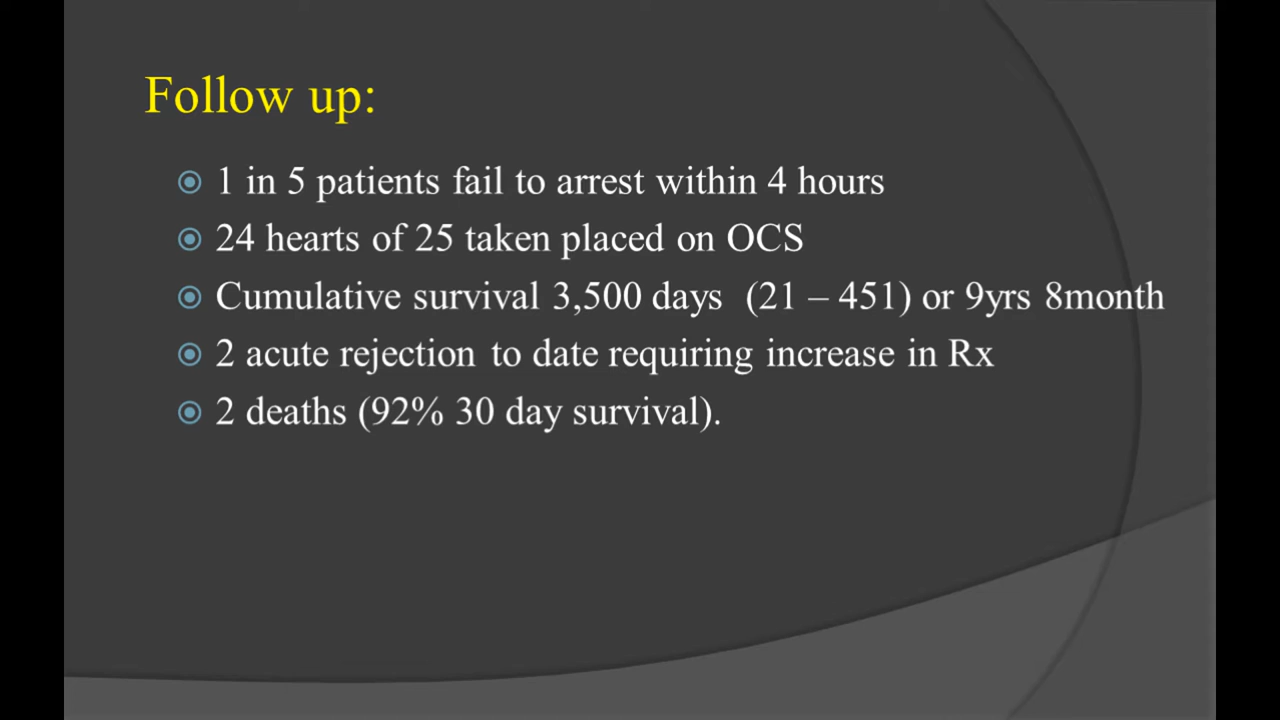 Follow up:
1 in 5 patients fail to arrest within 4 hours
24 hearts of 25 taken placed on OCS
Cumulative survival 3,500 days (21 – 451) or 9yrs 8month
2 acute rejection to date requiring increase in Rx
2 deaths (92% 30 day survival).